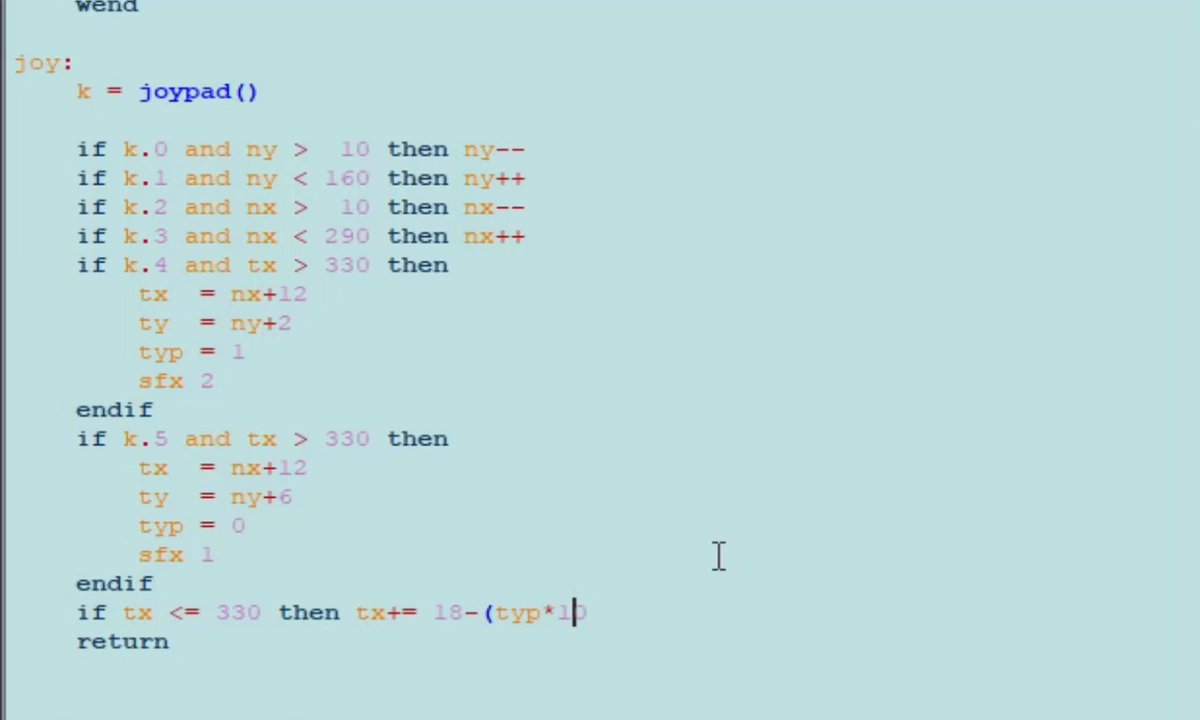 wend
joy:
k = joypad()
if k.0 and ny >  10 then ny--
if k.1 and ny < 160 then ny++
if k.2 and nx >  10 then nx--
if k.3 and nx < 290 then nx++
if k.4 and tx > 330 then
tx  = nx+12
ty  = ny+2
typ = 1
sfx 2
endif
if k.5 and tx > 330 then
tx  = nx+12
ty  = ny+6
typ = 0
sfx 1
endif
if tx <= 330 then tx+= 18-(typ*10
return